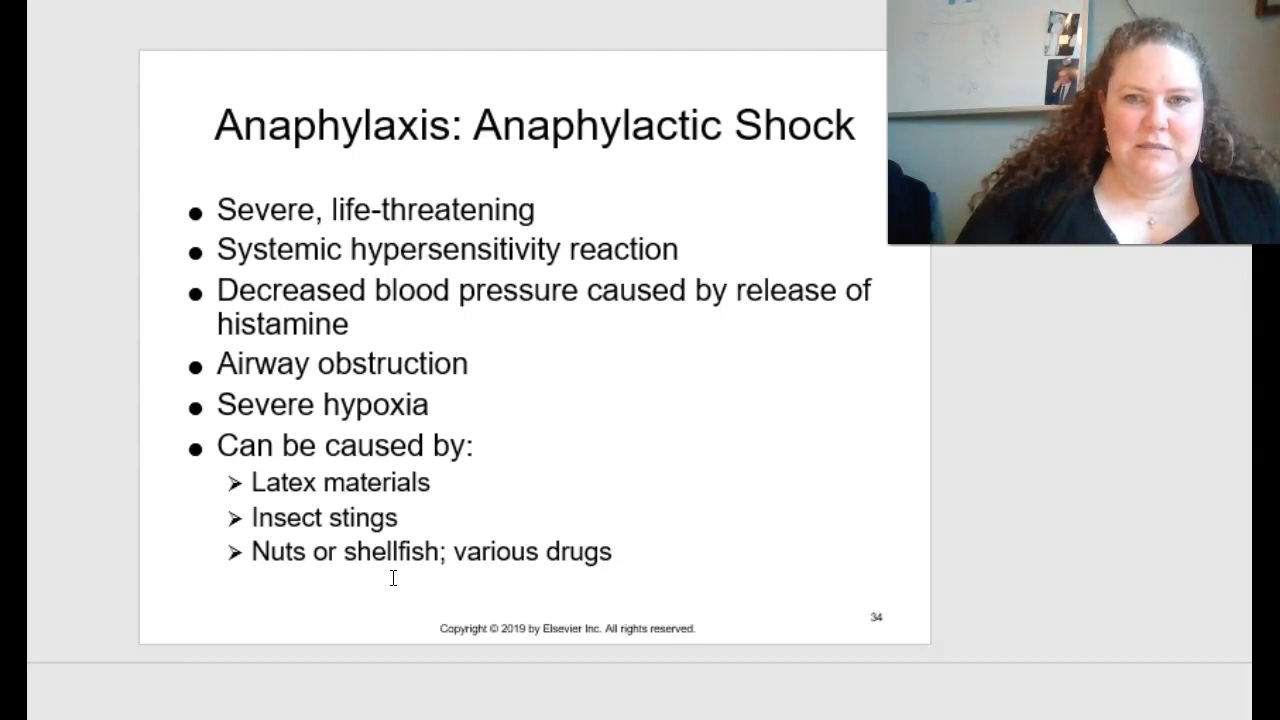 Anaphylaxis: Anaphylactic Shock
● Severe, life-threatening
● Systemic hypersensitivity reaction
● Decreased blood pressure caused by release of
histamine
● Airway obstruction
● Severe hypoxia
● Can be caused by:
➢ Latex materials
➢ Insect stings
➢ Nuts or shellfish; various drugs
34
Copyright © 2019 by Elsevier Inc. All rights reserved.